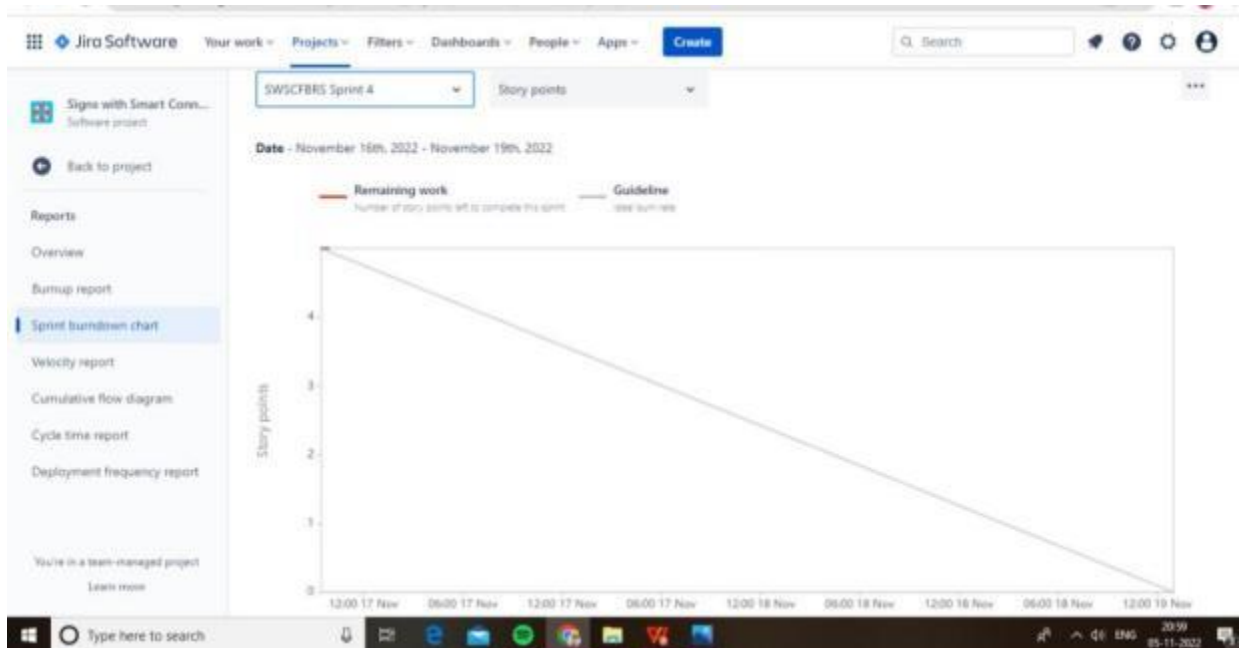 Jira Software
Your work
Projects
Filters
Dashboards
People
Apps
Create
Search
Signs with Smart Conn...
Software project
Back to project
Reports
Overview
Burnup report
Sprint burndown chart
Velocity report
Cumulative flow diagram
Cycle time report
Deployment frequency report
You're in a team-managed project
Learn more
SWSCFBRS Sprint 4
Story points
Date - November 16th, 2022 - November 19th, 2022
Remaining work
Number of story points left to complete this sprint
Guideline
Ideal burn rate
Story points
4
3
2
1
0
12:00 17 Nov
06:00 17 Nov
12:00 17 Nov
06:00 17 Nov
12:00 18 Nov
06:00 18 Nov
12:00 18 Nov
06:00 18 Nov
12:00 19 Nov
Type here to search
ENG
20:59
05-11-2022